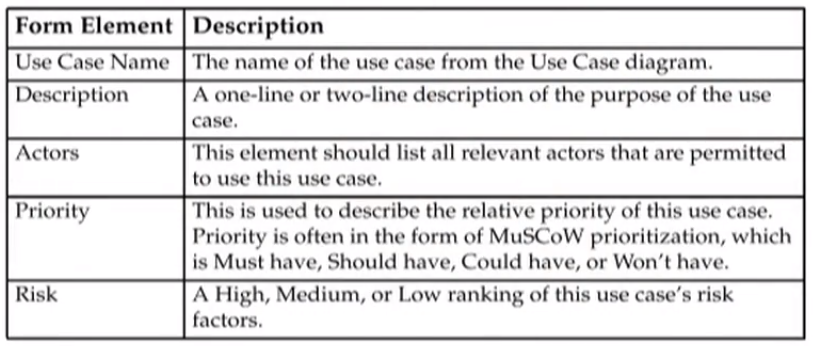 Form Element Description
Use Case Name The name of the use case from the Use Case diagram.
Description A one-line or two-line description of the purpose of the use
case.
Actors This element should list all relevant actors that are permitted
to use this use case.
Priority This is used to describe the relative priority of this use case.
Priority is often in the form of MuSCoW prioritization, which
is Must have, Should have, Could have, or Won't have.
Risk A High, Medium, or Low ranking of this use case's risk
factors.